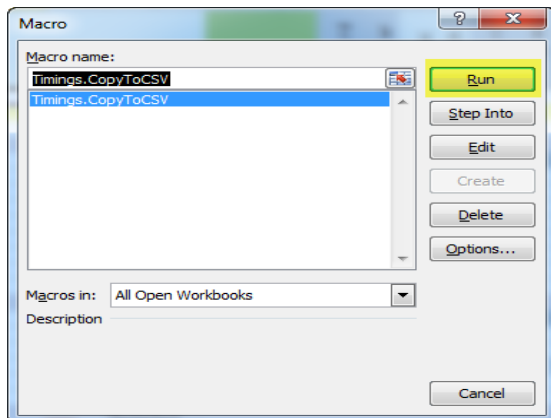 Macro
?
Macro name:
Timings.CopyToCSV
Timings.CopyToCSV
Run
Step Into
Edit
Create
Delete
Options...
Macros in: All Open Workbooks
Description
Cancel